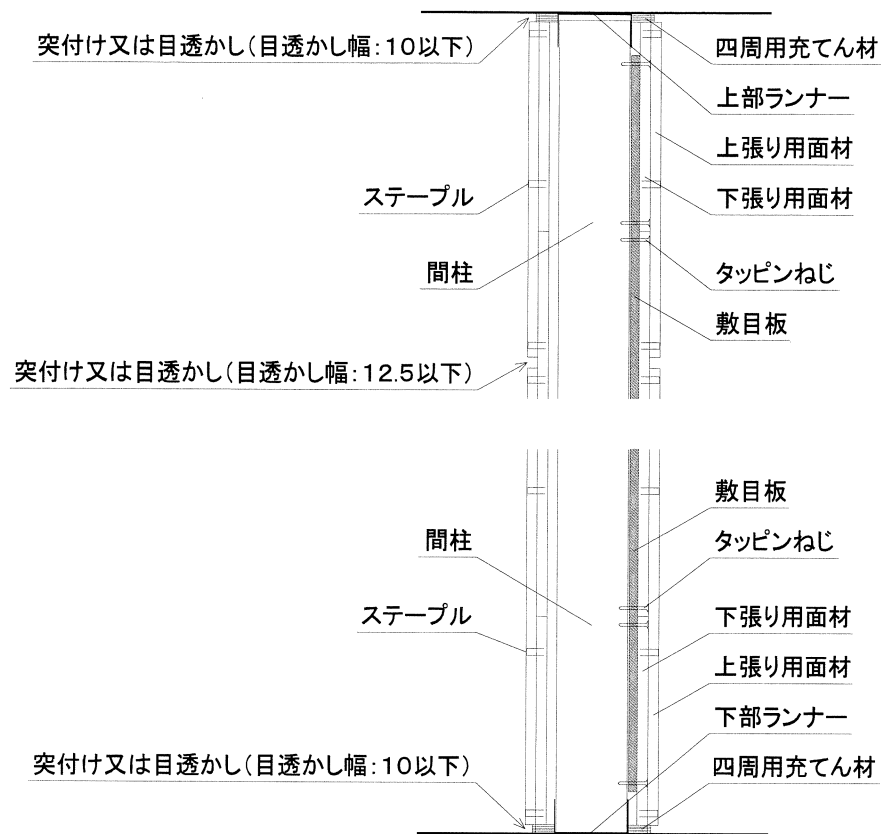 突付け又は目透かし(目透かし幅:10以下)
四周用充てん材
上部ランナー
上張り用面材
ステープル
下張り用面材
間柱
タッピンねじ
敷目板
突付け又は目透かし(目透かし幅:12.5以下)
敷目板
間柱
タッピンねじ
ステープル
下張り用面材
上張り用面材
下部ランナー
突付け又は目透かし(目透かし幅:10以下)
四周用充てん材